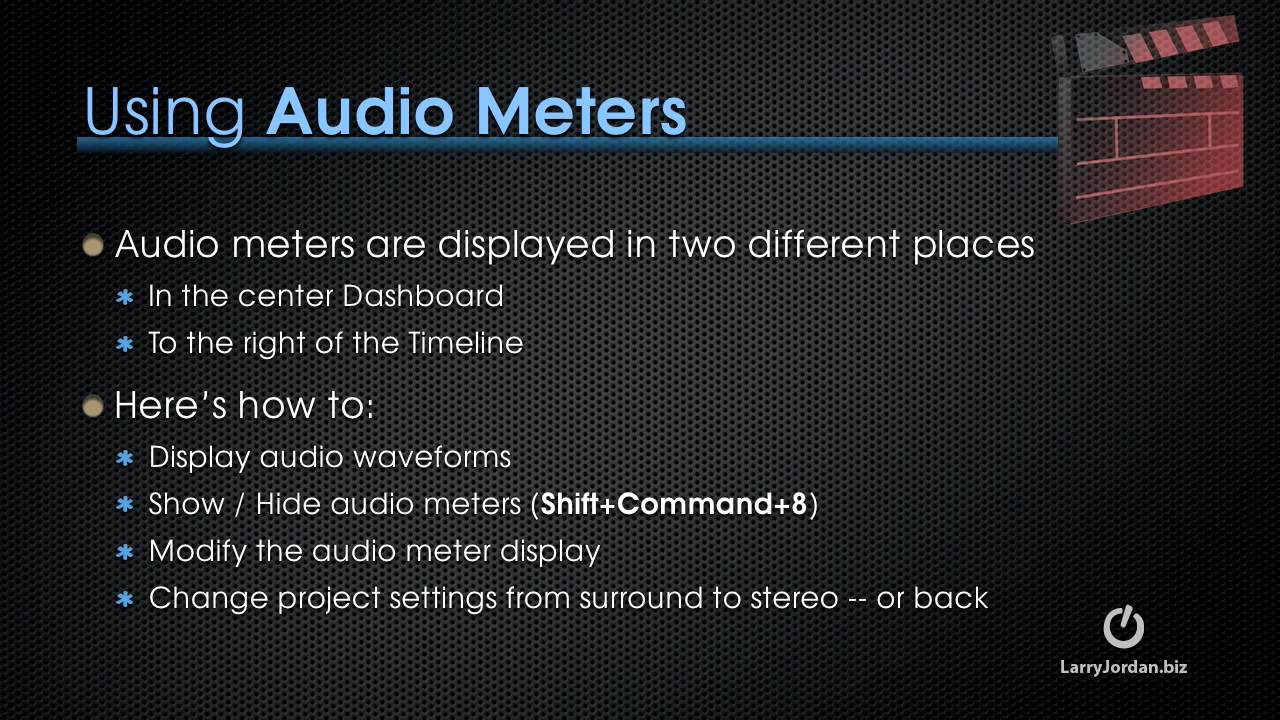 Using Audio Meters
Audio meters are displayed in two different places
In the center Dashboard
To the right of the Timeline
Here's how to:
Display audio waveforms
Show / Hide audio meters (Shift+Command+8)
Modify the audio meter display
Change project settings from surround to stereo -- or back
LarryJordan.biz